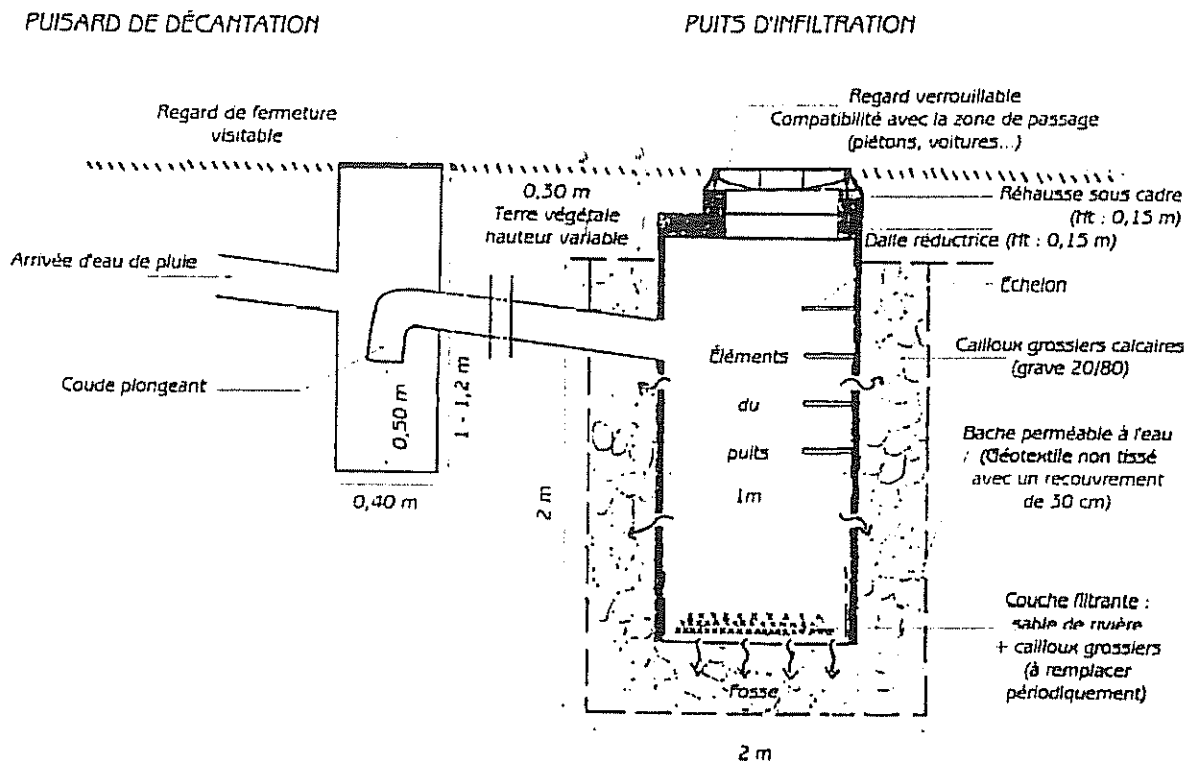 PUISARD DE DÉCANTATION
PUITS D'INFILTRATION
Regard de fermeture
visitable
Regard verrouillable
Compatibilité avec la zone de passage
(piétons, voitures...)
0,30 m
Terre végétale
hauteur variable
Réhausse sous cadre
(Ht : 0,15 m)
Dalle réductrice (Ht : 0,15 m)
Arrivée d'eau de pluie
Échelon
Éléments
du
puits
1m
Cailloux grossiers calcaires
(grave 20/80)
Coude plongeant
0,50 m
1 - 1,2 m
0,40 m
2 m
Bache perméable à l'eau
: (Géotextile non tissé
avec un recouvrement
de 30 cm)
Couche filtrante :
sable de rivière
+ cailloux grossiers
(à remplacer
périodiquement)
Fosse
2 m